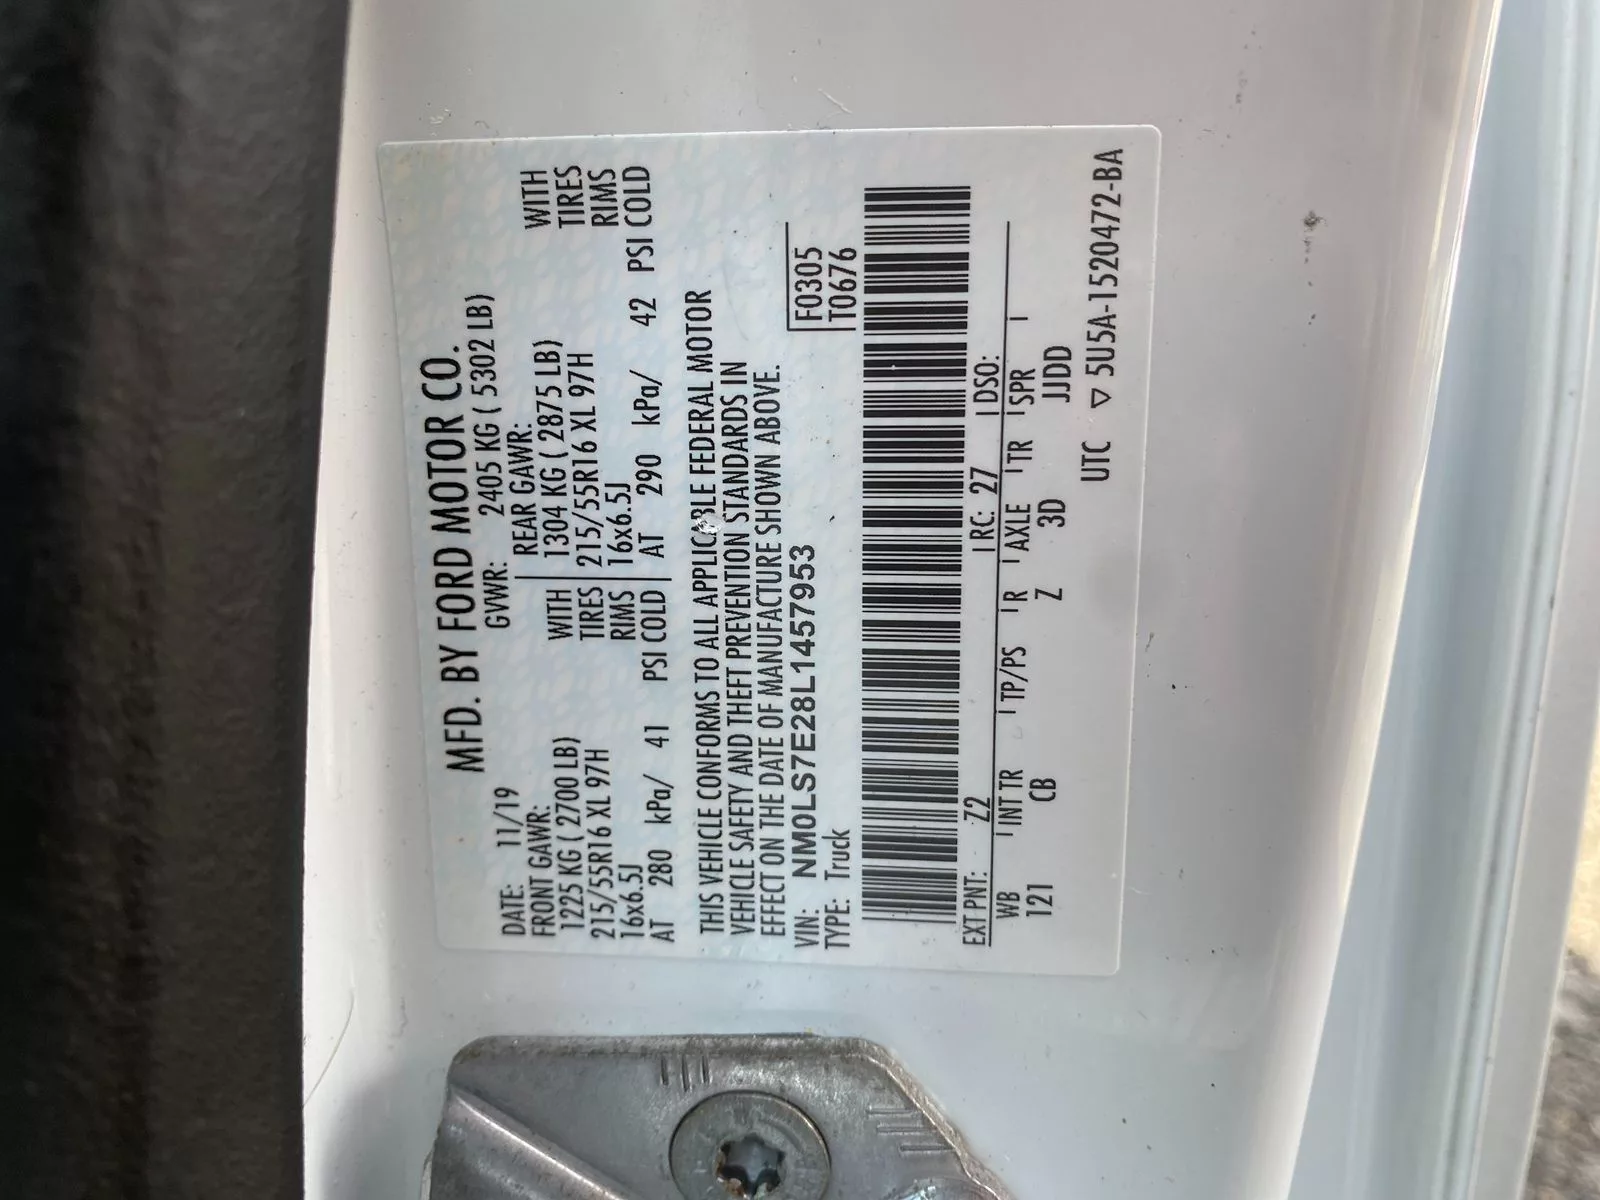 MFD. BY FORD MOTOR CO.
DATE: 11/19 GVWR: 2405 KG ( 5302 LB)
FRONT GAWR: REAR GAWR:
1225 KG ( 2700 LB) WITH 1304 KG ( 2875 LB) WITH
215/55R16 XL 97H TIRES 215/55R16 XL 97H TIRES
16x6.5J RIMS 16x6.5J RIMS
AT 280 kPa/ 41 PSI COLD AT 290 kPa/ 42 PSI COLD
THIS VEHICLE CONFORMS TO ALL APPLICABLE FEDERAL MOTOR
VEHICLE SAFETY AND THEFT PREVENTION STANDARDS IN
EFFECT ON THE DATE OF MANUFACTURE SHOWN ABOVE.
VIN: NM0LS7E28L1457953 F0305
TYPE: Truck T0676
EXT PNT: Z2 RC: 27 DSO:
WB INT TR TP/PS R AXLE TR SPR
121 CB Z 3D JJDD
UTC ▽ 5U5A-1520472-BA